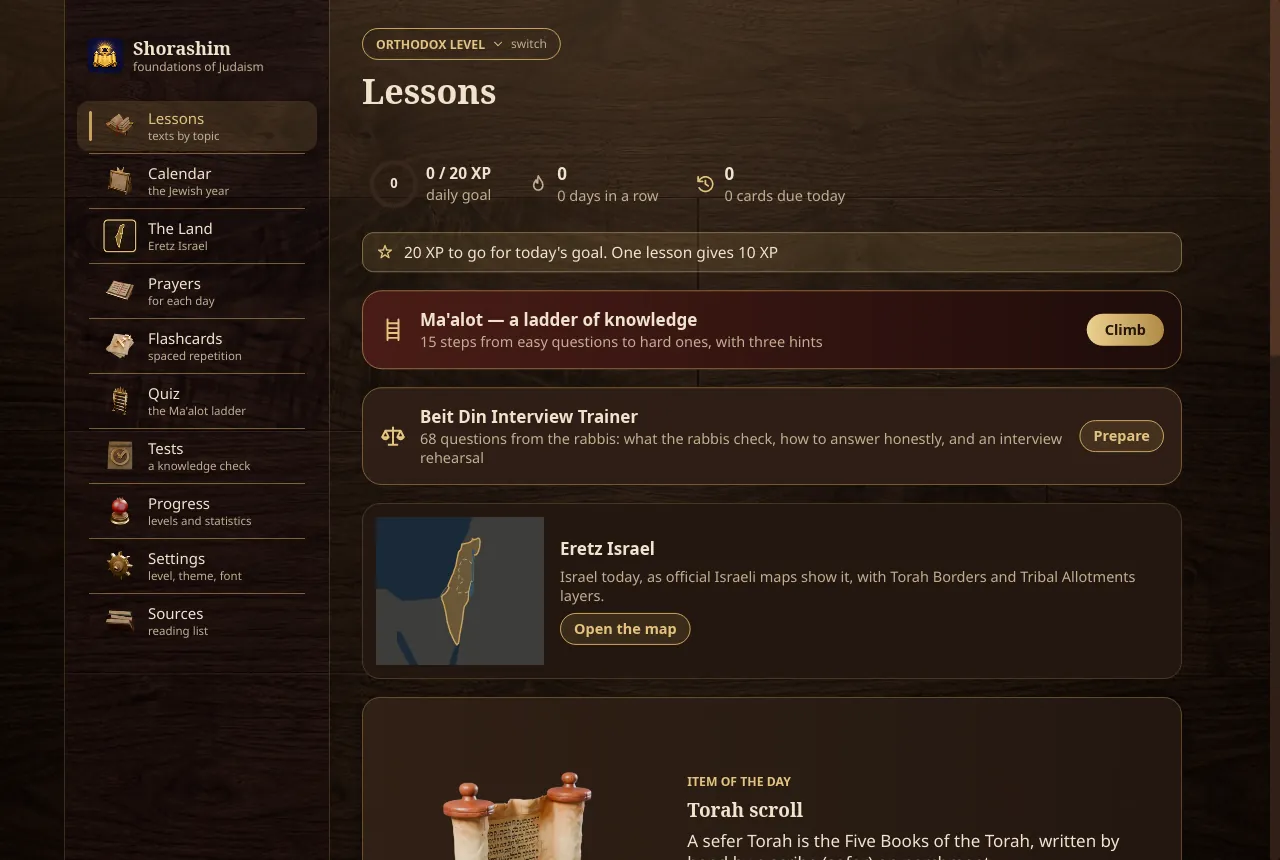 Shorashim
foundations of Judaism
Lessons
texts by topic
Calendar
the Jewish year
The Land
Eretz Israel
Prayers
for each day
Flashcards
spaced repetition
Quiz
the Ma'alot ladder
Tests
a knowledge check
Progress
levels and statistics
Settings
level, theme, font
Sources
reading list
ORTHODOX LEVEL switch
Lessons
0
0 / 20 XP
daily goal
0
0 days in a row
0
0 cards due today
20 XP to go for today's goal. One lesson gives 10 XP
Ma'alot — a ladder of knowledge
15 steps from easy questions to hard ones, with three hints
Climb
Beit Din Interview Trainer
68 questions from the rabbis: what the rabbis check, how to answer honestly, and an interview
rehearsal
Prepare
Eretz Israel
Israel today, as official Israeli maps show it, with Torah Borders and Tribal Allotments
layers.
Open the map
ITEM OF THE DAY
Torah scroll
A sefer Torah is the Five Books of the Torah, written by